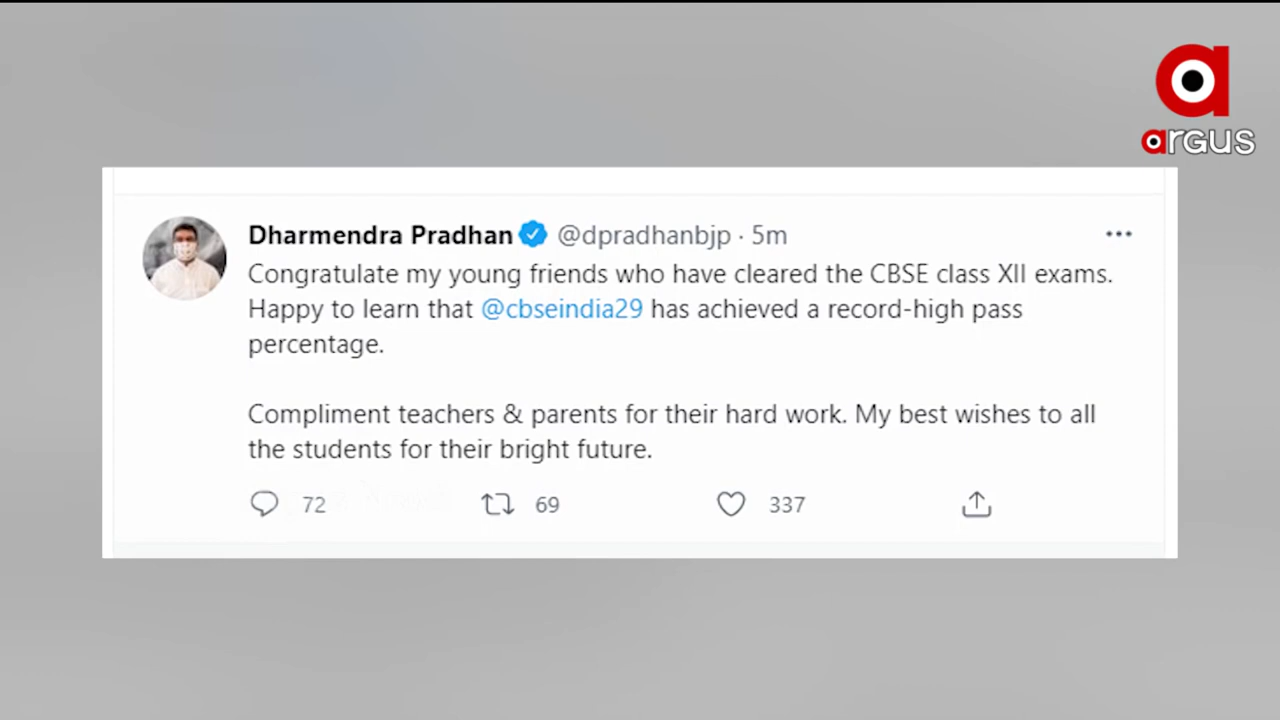 argus
Dharmendra Pradhan @dpradhanbjp · 5m
Congratulate my young friends who have cleared the CBSE class XII exams.
Happy to learn that @cbseindia29 has achieved a record-high pass
percentage.
Compliment teachers & parents for their hard work. My best wishes to all
the students for their bright future.
72 69 337